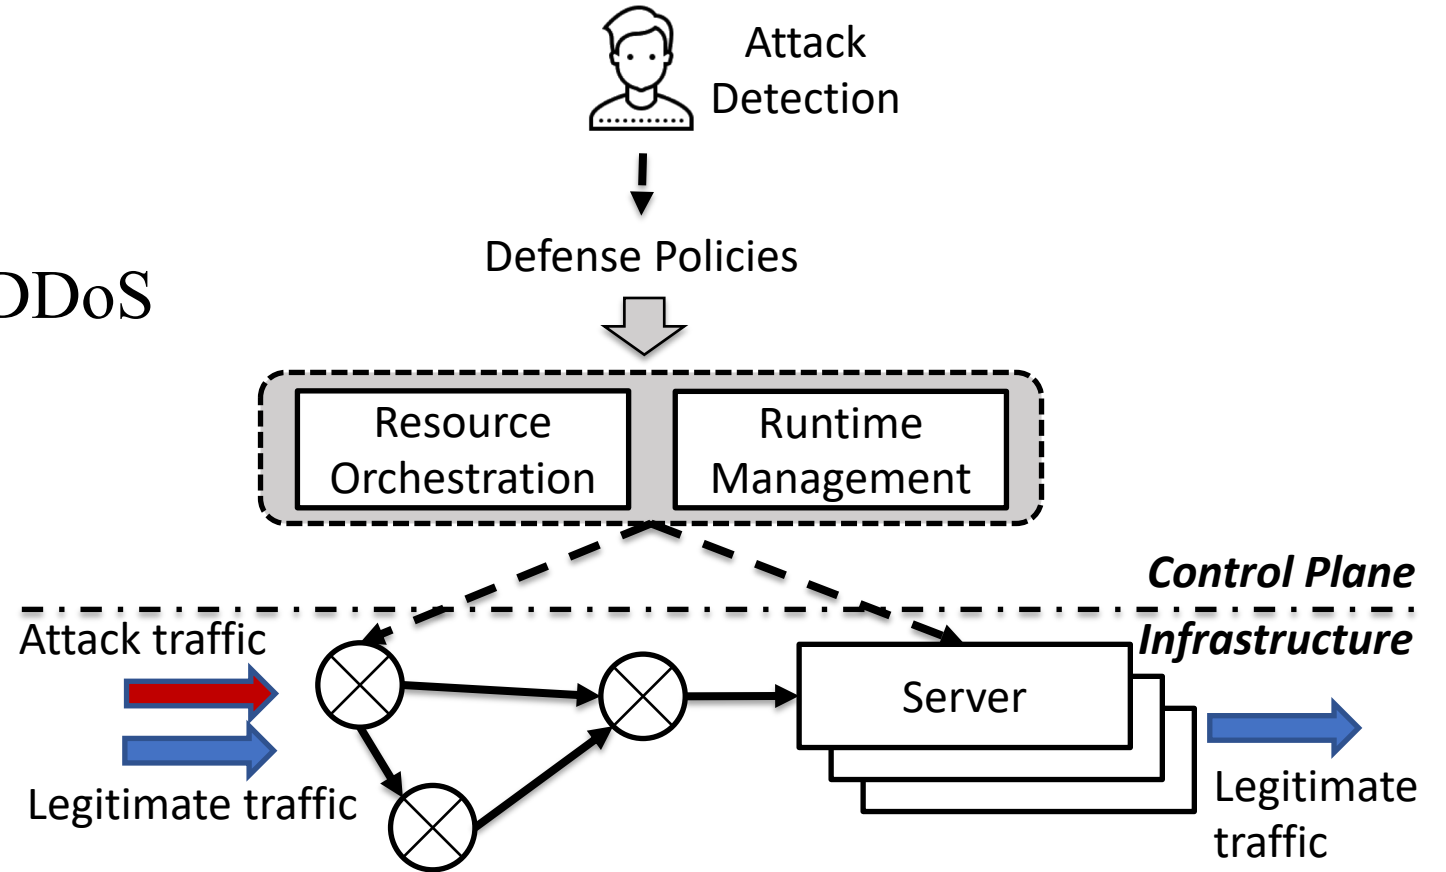 Attack
Detection
Defense Policies
DDoS
Resource
Orchestration
Runtime
Management
Control Plane
Infrastructure
Attack traffic
Server
Legitimate traffic
Legitimate
traffic